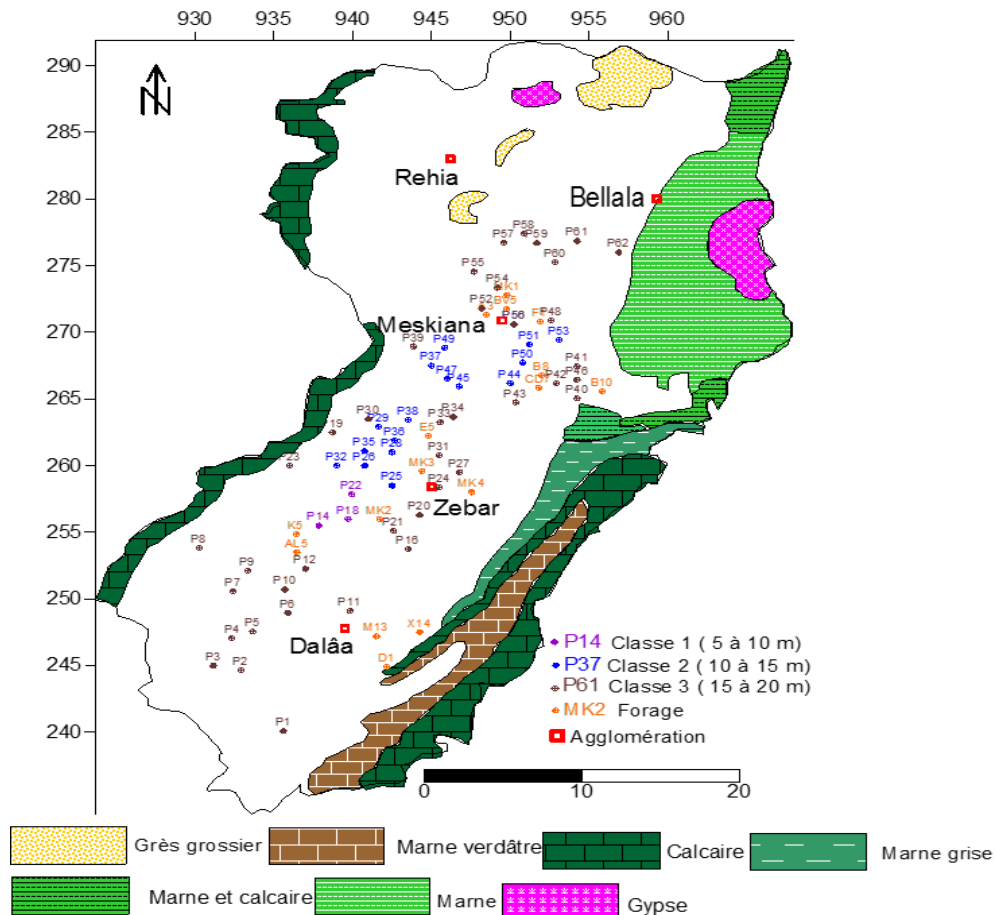 930 935 940 945 950 955 960
290
285
280
275
270
265
260
255
250
245
240
N
Rehia
Bellala
P58
P57 P59 P61
P62
P60
P55
P54
MK1
P52 BV5
P48
Meskiana P56
P39 P49 P51 P53
P37 P50
P47 P45 P44 B8 P42 P41
P46
CD7 B10
P43 P40
P30 P29 P38 P34
P33
P19 P36 E5
P35 P28 P31
P23 P32 P26 MK3 P27
P25 P24 MK4
P22 Zebar
P14 P18 MK2 P20
K5 P21
P8 AL5 P16
P12
P9
P7 P10
P6 P11
P5
P4 M13 X14
Dalâa
P3 P2 D1
P1
P14 Classe 1 ( 5 à 10 m)
P37 Classe 2 ( 10 à 15 m)
P61 Classe 3 ( 15 à 20 m)
MK2 Forage
Agglomération
0 10 20
Grès grossier Marne verdâtre Calcaire Marne grise
Marne et calcaire Marne Gypse